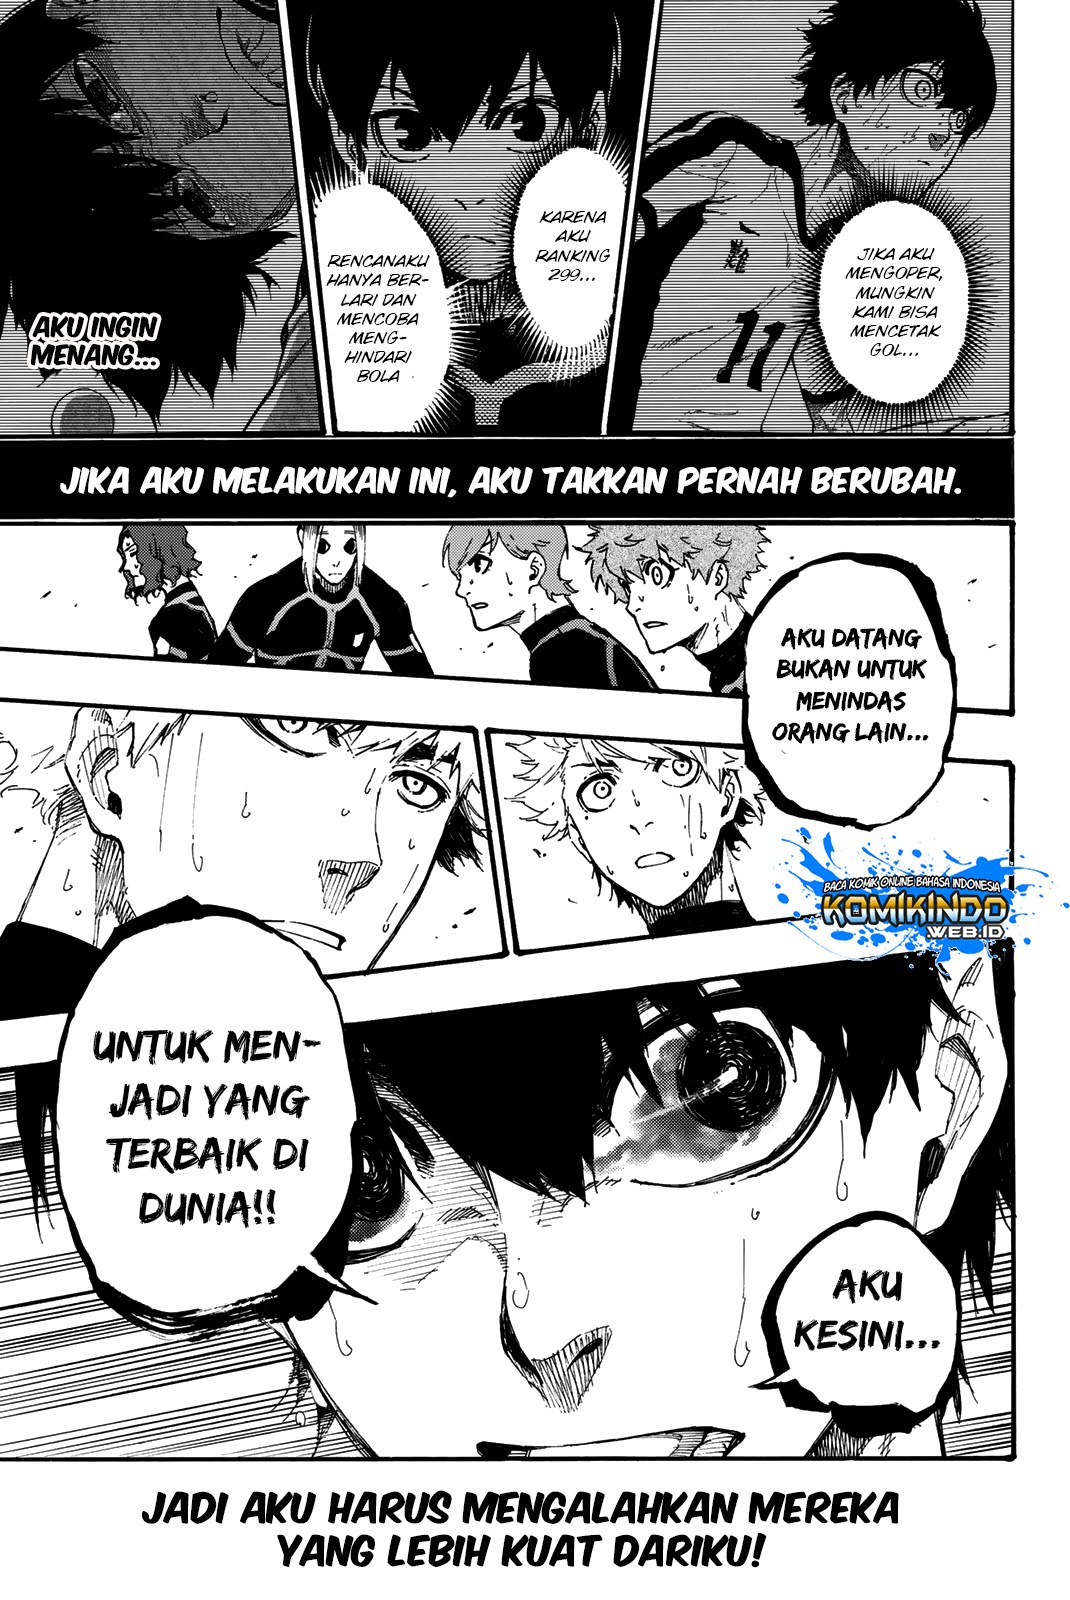 JIKA AKU
MENGOPER,
MUNGKIN
KAMI BISA
MENCETAK
GOL...
一難
11
KARENA
AKU
RANKING
299...
RENCANAKU
HANYA BER-
LARI DAN
MENCOBA
MENG-
HINDARI
BOLA
AKU INGIN
MENANG...
JIKA AKU MELAKUKAN INI, AKU TAKKAN PERNAH BERUBAH.
AKU DATANG
BUKAN UNTUK
MENINDAS
ORANG LAIN...
BACA KOMIK ONLINE BAHASA INDONESIA
KOMIKINDO
.WEB.ID
AKU
KESINI...
UNTUK MEN-
JADI YANG
TERBAIK DI
DUNIA!!
JADI AKU HARUS MENGALAHKAN MEREKA
YANG LEBIH KUAT DARIKU!